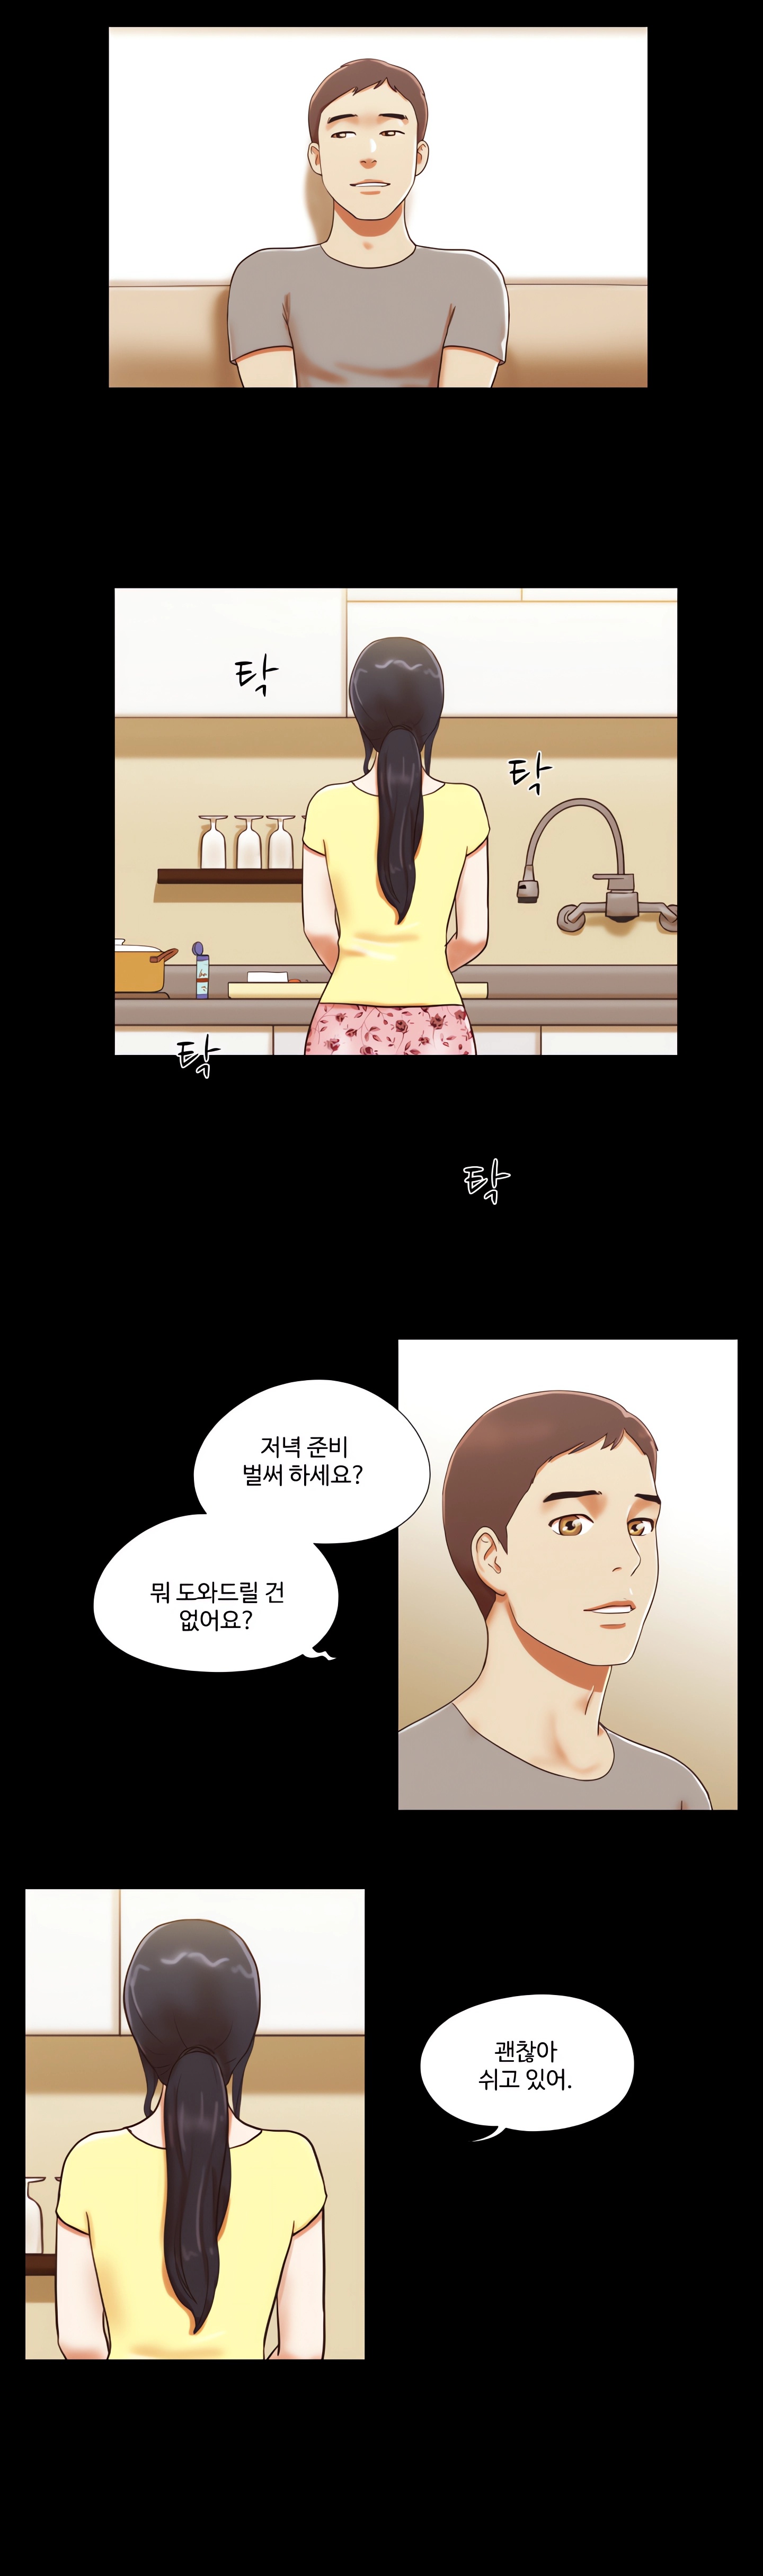 탁
탁
탁
탁
저녁 준비
벌써 하세요?
뭐 도와드릴 건
없어요?
괜찮아
쉬고 있어.